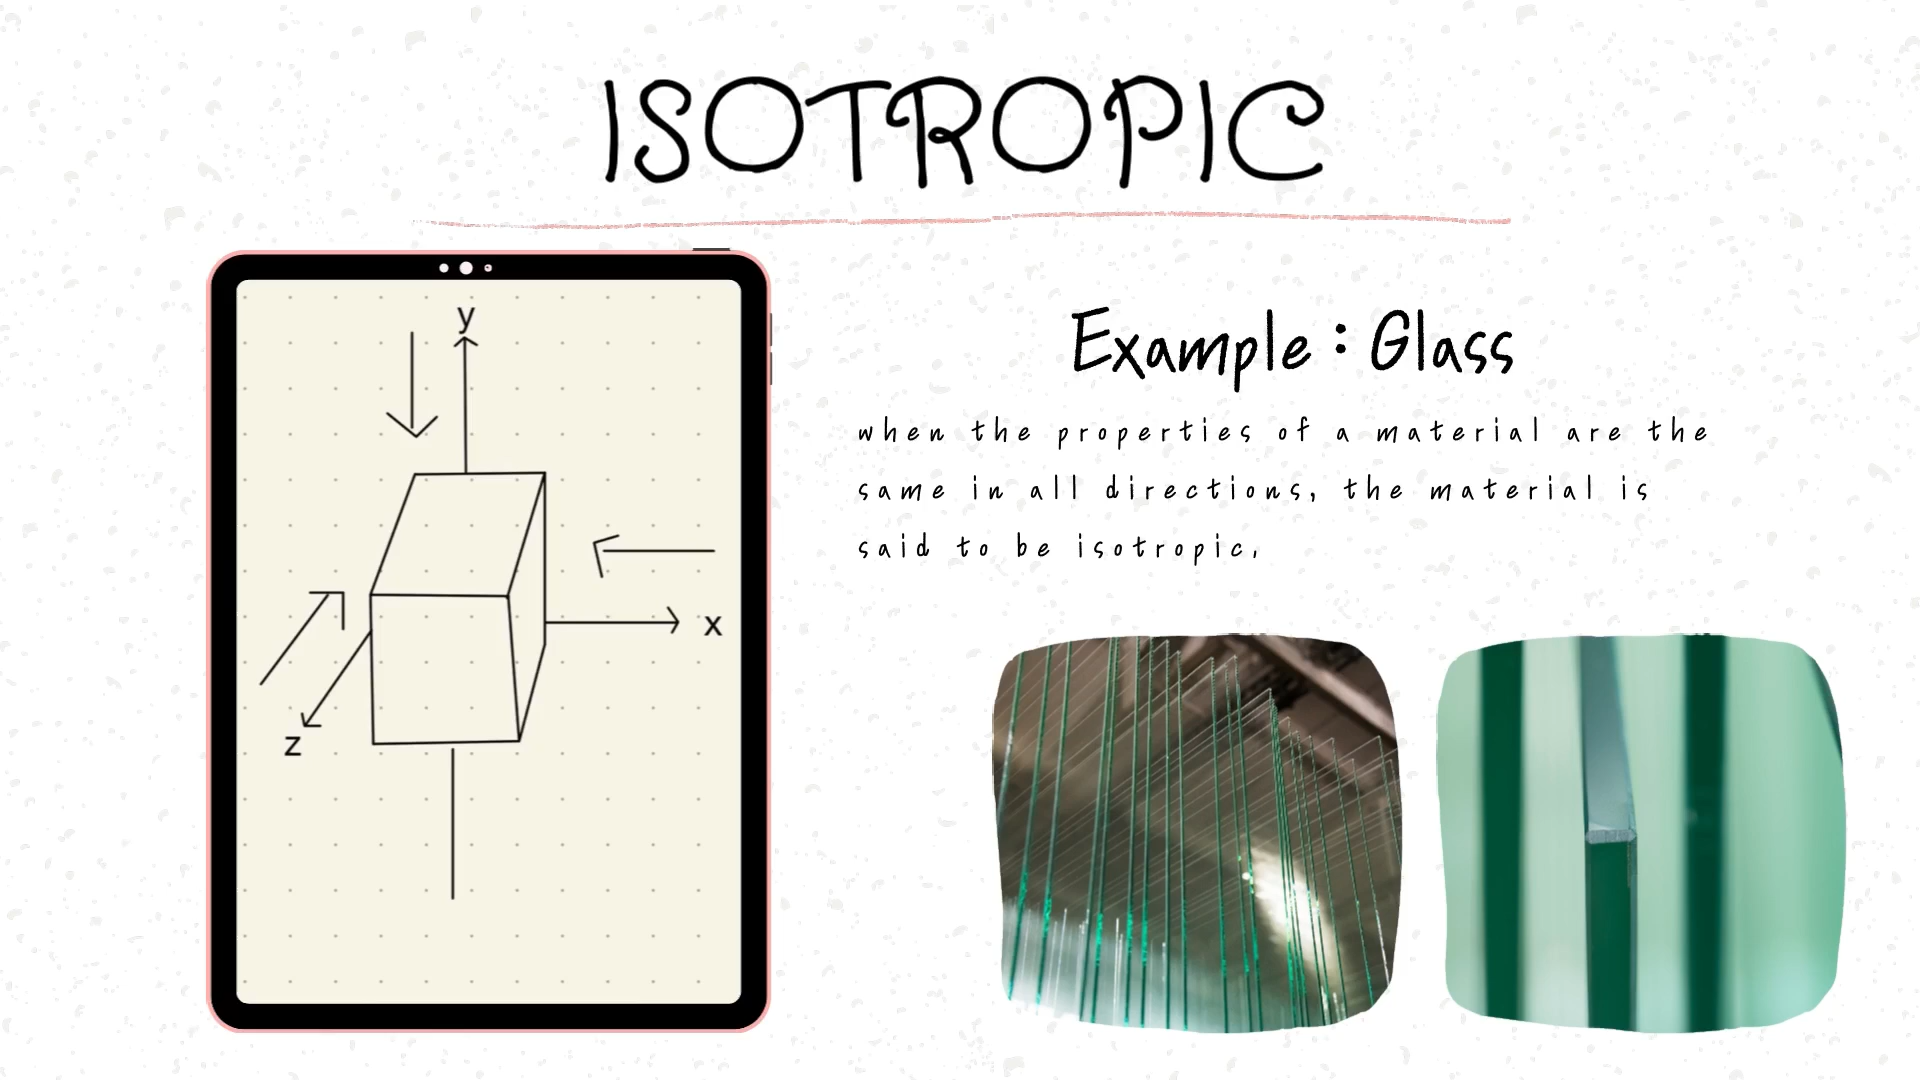 ISOTROPIC
y
x
z
Example : Glass
when the properties of a material are the
same in all directions, the material is
said to be isotropic,